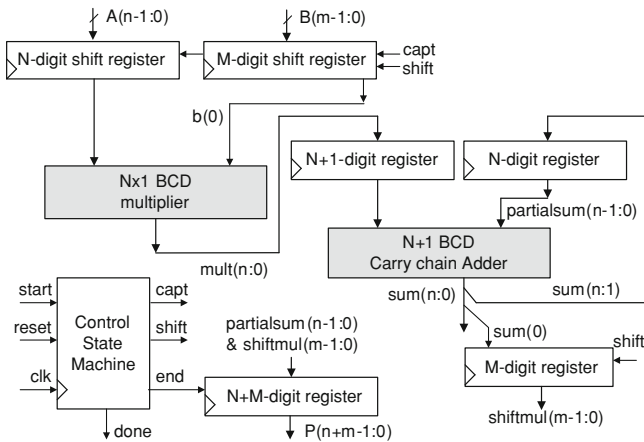 A(n-1:0)
B(m-1:0)
N-digit shift register
M-digit shift register
capt
shift
b(0)
Nx1 BCD
multiplier
N+1-digit register
N-digit register
partialsum(n-1:0)
mult(n:0)
N+1 BCD
Carry chain Adder
sum(n:0)
sum(n:1)
sum(0)
start
reset
clk
Control
State
Machine
capt
shift
end
done
partialsum(n-1:0)
& shiftmul(m-1:0)
N+M-digit register
P(n+m-1:0)
shift
M-digit register
shiftmul(m-1:0)